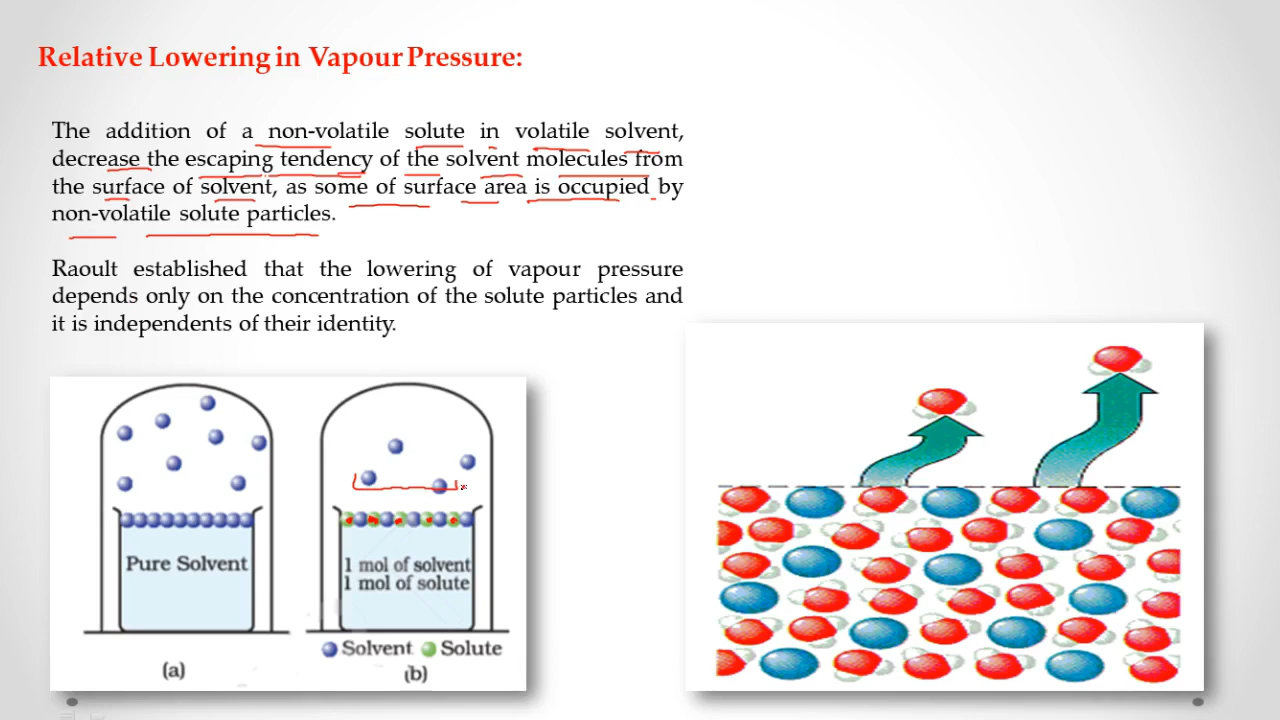 Relative Lowering in Vapour Pressure:
The addition of a non-volatile solute in volatile solvent,
decrease the escaping tendency of the solvent molecules from
the surface of solvent, as some of surface area is occupied by
non-volatile solute particles.
Raoult established that the lowering of vapour pressure
depends only on the concentration of the solute particles and
it is independents of their identity.
Pure Solvent
1 mol of solvent
1 mol of solute
Solvent Solute
(a)
(b)